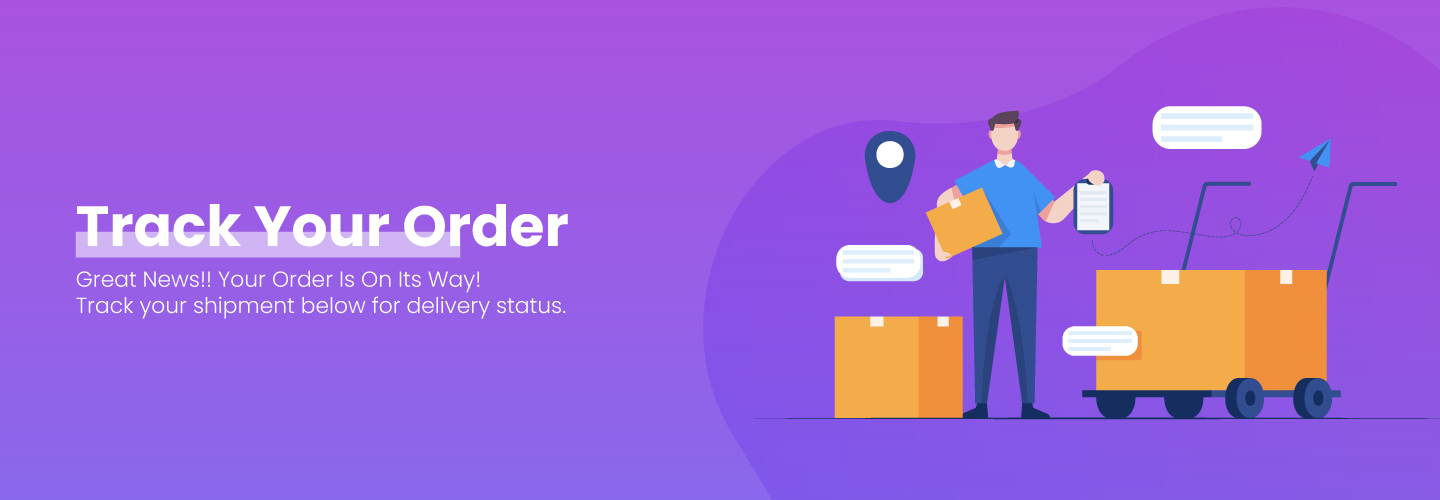 Track Your Order
Great News!! Your Order Is On Its Way!
Track your shipment below for delivery status.